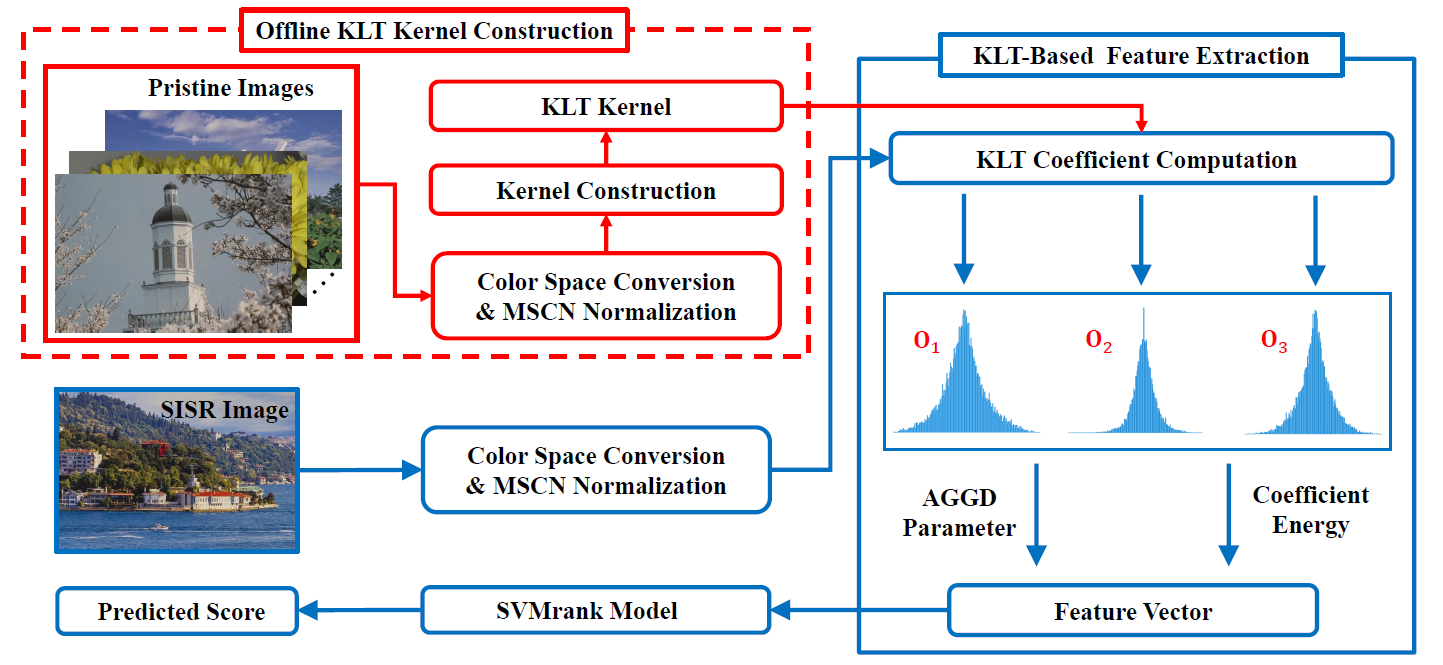 Offline KLT Kernel Construction
Pristine Images
KLT Kernel
Kernel Construction
Color Space Conversion
& MSCN Normalization
KLT-Based Feature Extraction
KLT Coefficient Computation
O1
O2
O3
AGGD
Parameter
Coefficient
Energy
Feature Vector
SISR Image
Color Space Conversion
& MSCN Normalization
SVMrank Model
Predicted Score